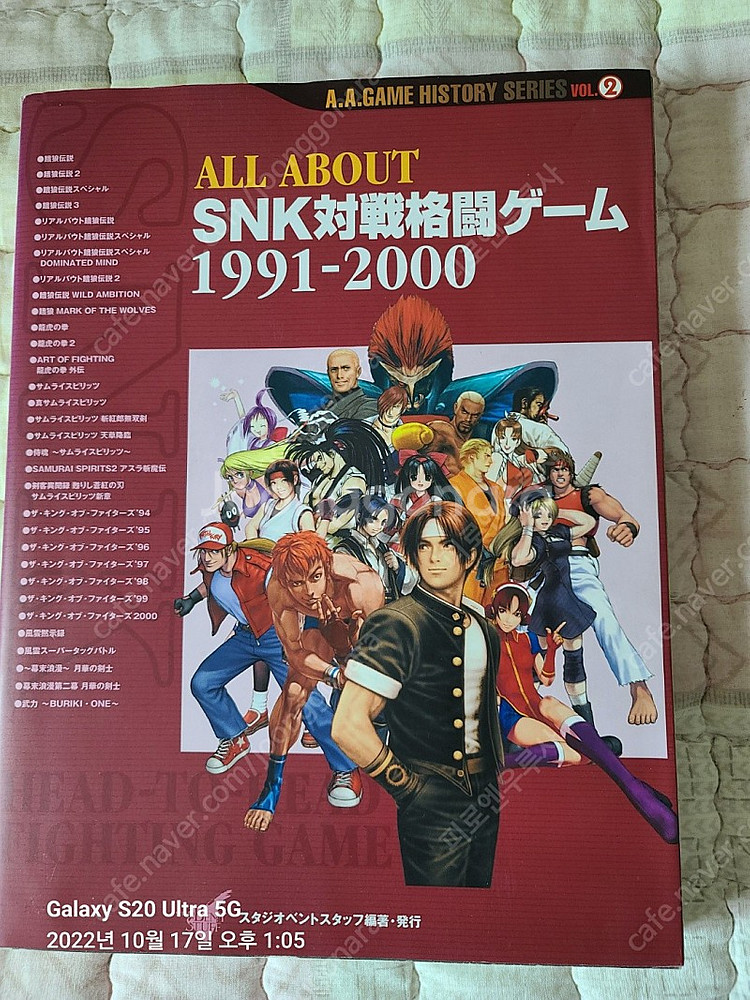 A.A.GAME HISTORY SERIES VOL.2
ALL ABOUT
SNK対戦格闘ゲーム
1991-2000
●餓狼伝説
●餓狼伝説2
●餓狼伝説スペシャル
●餓狼伝説3
●リアルバウト餓狼伝説
●リアルバウト餓狼伝説スペシャル
●リアルバウト餓狼伝説スペシャル
DOMINATED MIND
●リアルバウト餓狼伝説2
●餓狼伝説 WILD AMBITION
●餓狼 MARK OF THE WOLVES
●龍虎の拳
●龍虎の拳2
●ART OF FIGHTING
龍虎の拳 外伝
●サムライスピリッツ
●真サムライスピリッツ
●サムライスピリッツ 斬紅郎無双剣
●サムライスピリッツ 天草降臨
●侍魂 〜サムライスピリッツ〜
●SAMURAI SPIRITS2 アスラ斬魔伝
●剣客異聞録 甦りし蒼紅の刃
サムライスピリッツ新章
●ザ・キング・オブ・ファイターズ'94
●ザ・キング・オブ・ファイターズ'95
●ザ・キング・オブ・ファイターズ'96
●ザ・キング・オブ・ファイターズ'97
●ザ・キング・オブ・ファイターズ'98
●ザ・キング・オブ・ファイターズ'99
●ザ・キング・オブ・ファイターズ2000
●風雲黙示録
●風雲スーパータッグバトル
●〜幕末浪漫〜 月華の剣士
●幕末浪漫第二幕 月華の剣士
●武力 〜BURIKI・ONE〜
HEAD TO HEAD
FIGHTING GAME
スタジオベントスタッフ編著・発行
Galaxy S20 Ultra 5G
2022년 10월 17일 오후 1:05
Joonggonara
cafe.naver.com/joonggonara